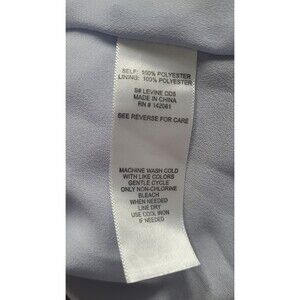 SELF: 100% POLYESTER
LINING: 100% POLYESTER
S# LEVINE DDS
MADE IN CHINA
RN # 142081
SEE REVERSE FOR CARE
MACHINE WASH COLD
WITH LIKE COLORS
GENTLE CYCLE
ONLY NON-CHLORINE
BLEACH
WHEN NEEDED
LINE DRY
USE COOL IRON
IF NEEDED